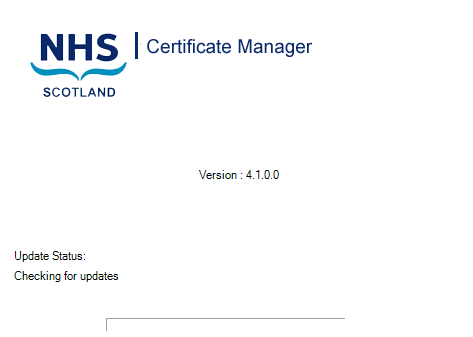 NHS
SCOTLAND
Certificate Manager
Version : 4.1.0.0
Update Status:
Checking for updates